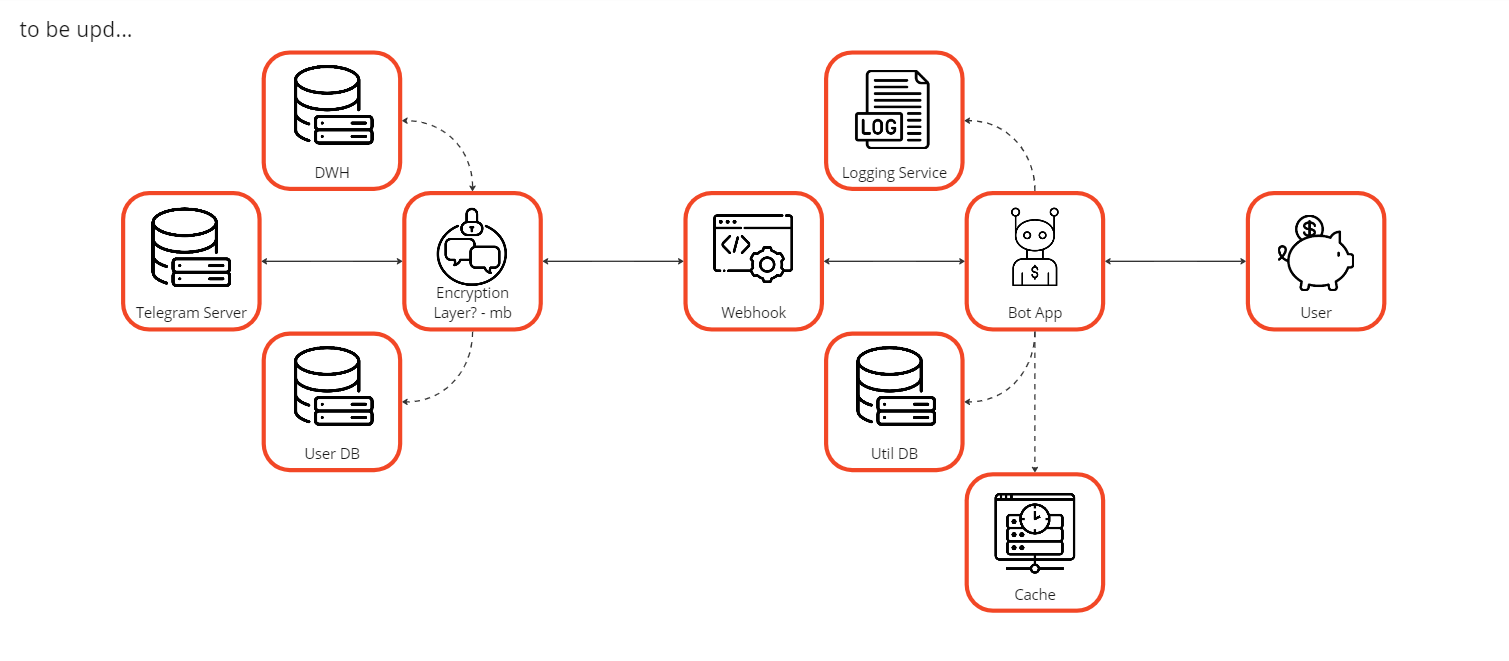 to be upd...
LOG
DWH
Logging Service
$
$
Encryption
Layer? - mb
Telegram Server
</>
Webhook
Bot App
User
User DB
Util DB
Cache